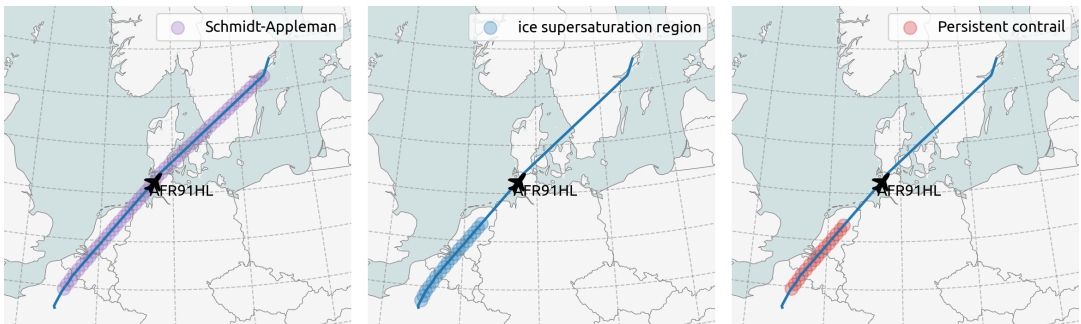 Schmidt-Appleman
AFR91HL
ice supersaturation region
AFR91HL
Persistent contrail
AFR91HL